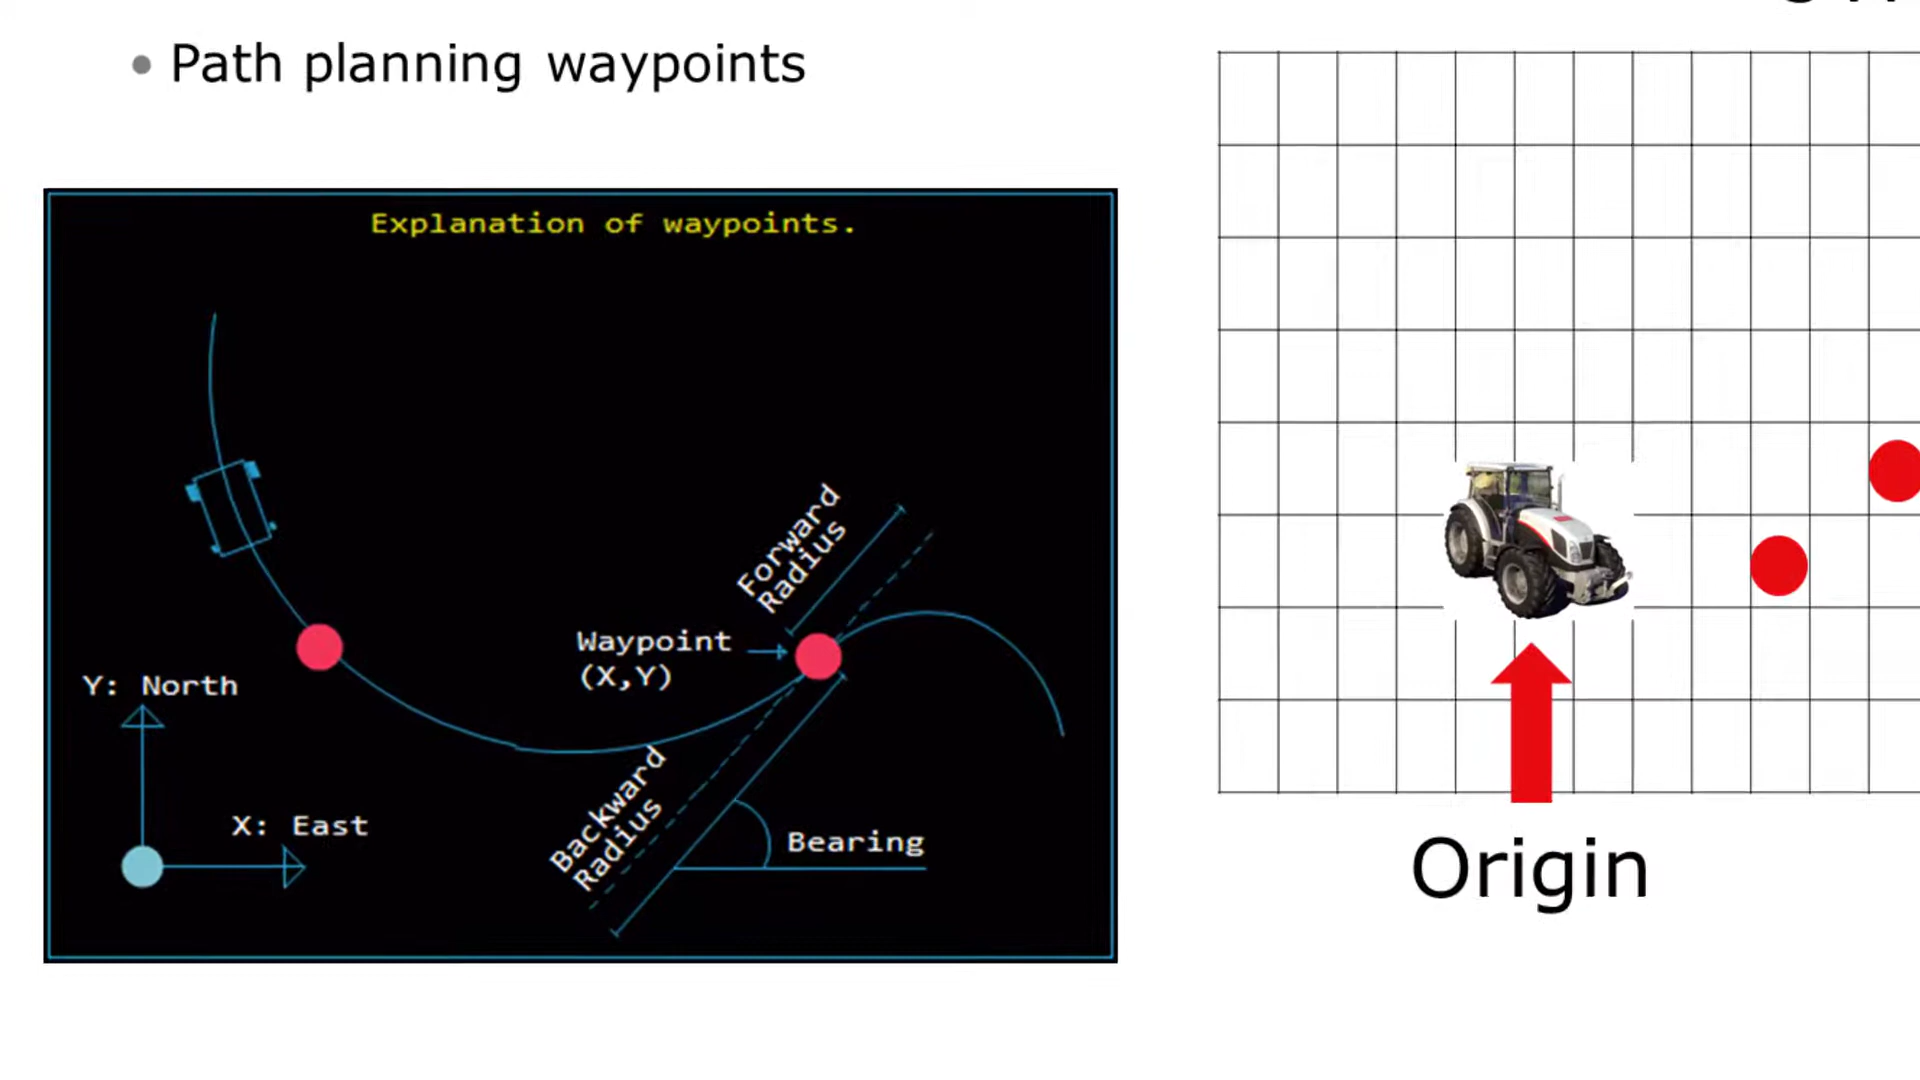 • Path planning waypoints
Explanation of waypoints.
Forward
Radius
Waypoint
(X,Y)
Y: North
X: East
Backward
Radius
Bearing
Origin